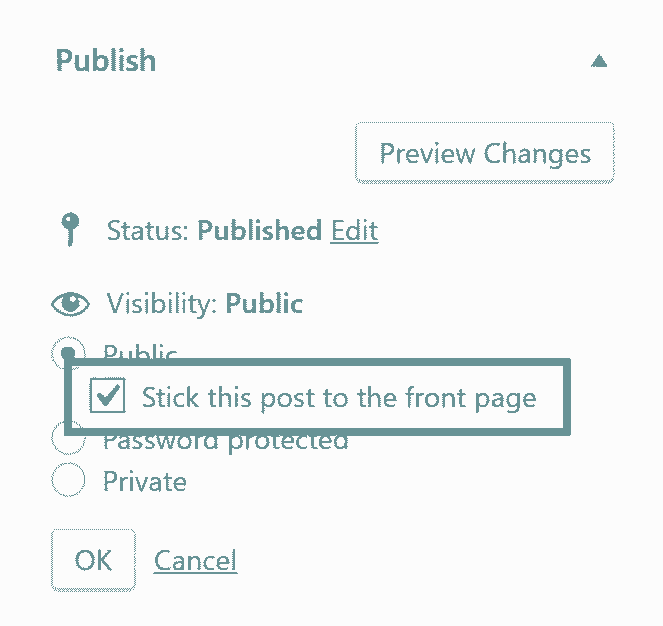 Publish
Preview Changes
Status: Published Edit
Visibility: Public
Public
Stick this post to the front page
Password protected
Private
OK Cancel